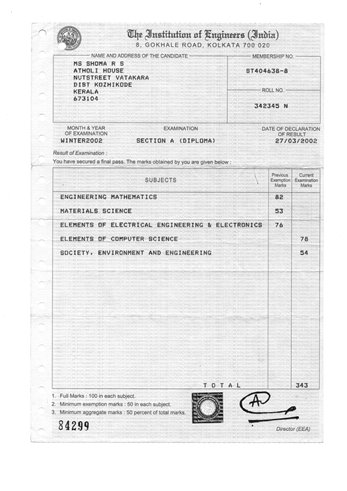 The Institution of Engineers (India)
8, GOKHALE ROAD, KOLKATA 700 020
NAME AND ADDRESS OF THE CANDIDATE
MEMBERSHIP NO.
MS SHOMA R S
ATHOLI HOUSE
NUTSTREET VATAKARA
DIST KOZHIKODE
KERALA
673104
ST404638-8
ROLL NO.
342345 N
MONTH & YEAR OF EXAMINATION
EXAMINATION
DATE OF DECLARATION OF RESULT
WINTER2002
SECTION A (DIPLOMA)
27/03/2002
Result of Examination :
You have secured a final pass. The marks obtained by you are given below :
SUBJECTS
Previous Exemption Marks
Current Examination Marks
ENGINEERING MATHEMATICS 82
MATERIALS SCIENCE 53
ELEMENTS OF ELECTRICAL ENGINEERING & ELECTRONICS 76
ELEMENTS OF COMPUTER SCIENCE 78
SOCIETY, ENVIRONMENT AND ENGINEERING 54
TOTAL 343
1. Full Marks : 100 in each subject.
2. Minimum exemption marks : 50 in each subject.
3. Minimum aggregate marks : 50 percent of total marks.
84299
Director (EEA)